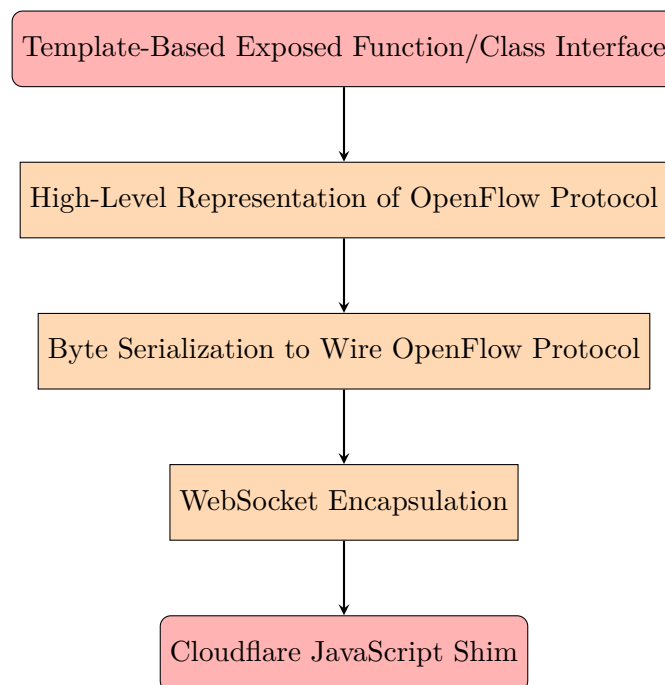 Template-Based Exposed Function/Class Interface
High-Level Representation of OpenFlow Protocol
Byte Serialization to Wire OpenFlow Protocol
WebSocket Encapsulation
Cloudflare JavaScript Shim